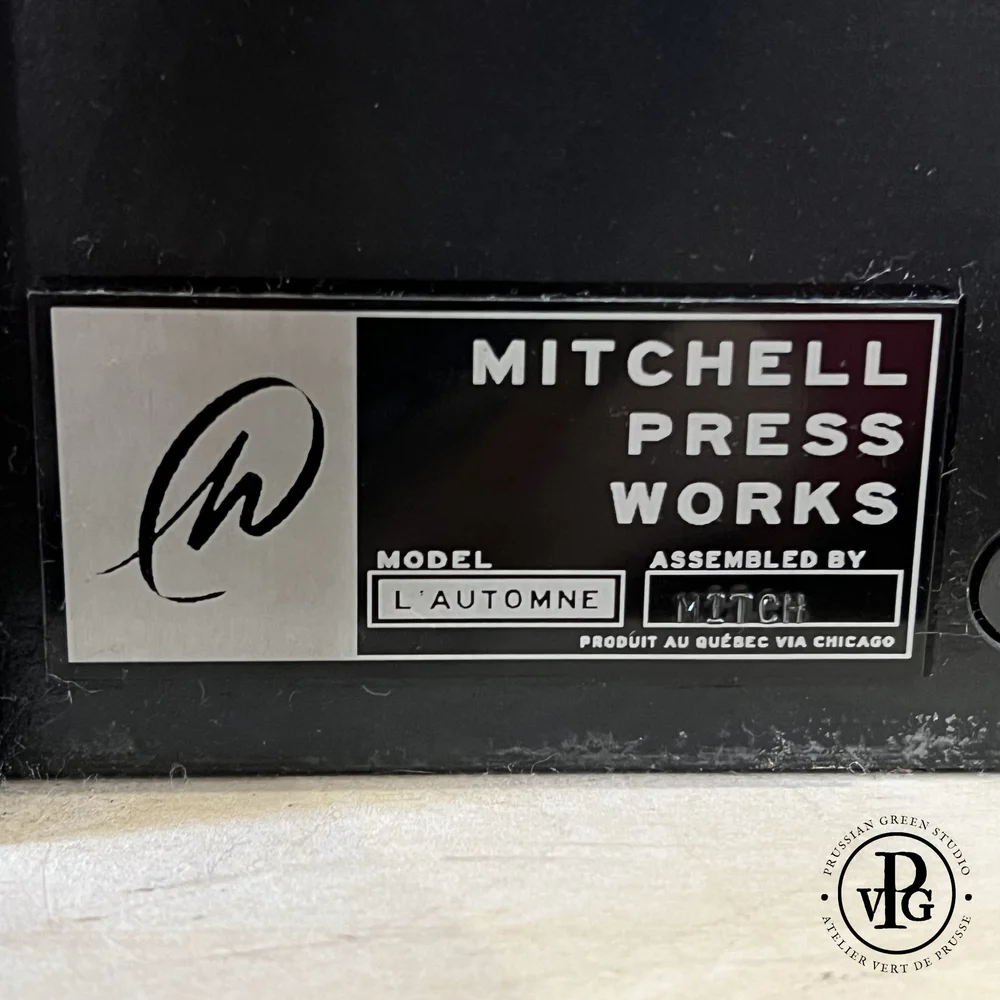 MITCHELL
PRESS
WORKS
MODEL
ASSEMBLED BY
L'AUTOMNE
MITCH
PRODUIT AU QUÉBEC VIA CHICAGO
PRUSSIAN GREEN STUDIO
VPG
ATELIER VERT DE PRUSSE